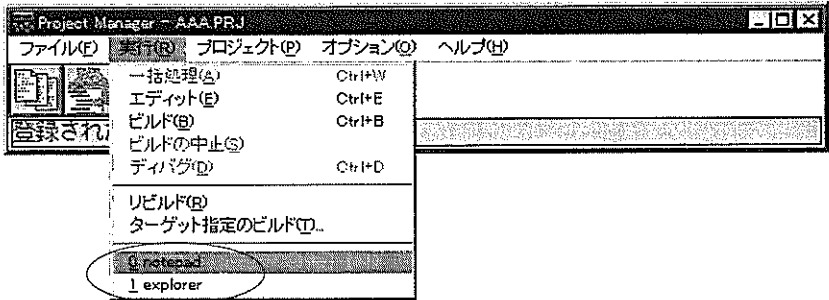 Project Manager - AAA.PRJ
ファイル(F) 実行(R) プロジェクト(P) オプション(O) ヘルプ(H)
一括処理(A) Ctrl+W
エディット(E) Ctrl+E
ビルド(B) Ctrl+B
登録された
ビルドの中止(S)
ディバグ(D) Ctrl+D
リビルド(R)
ターゲット指定のビルド(T)...
0 notepad
1 explorer